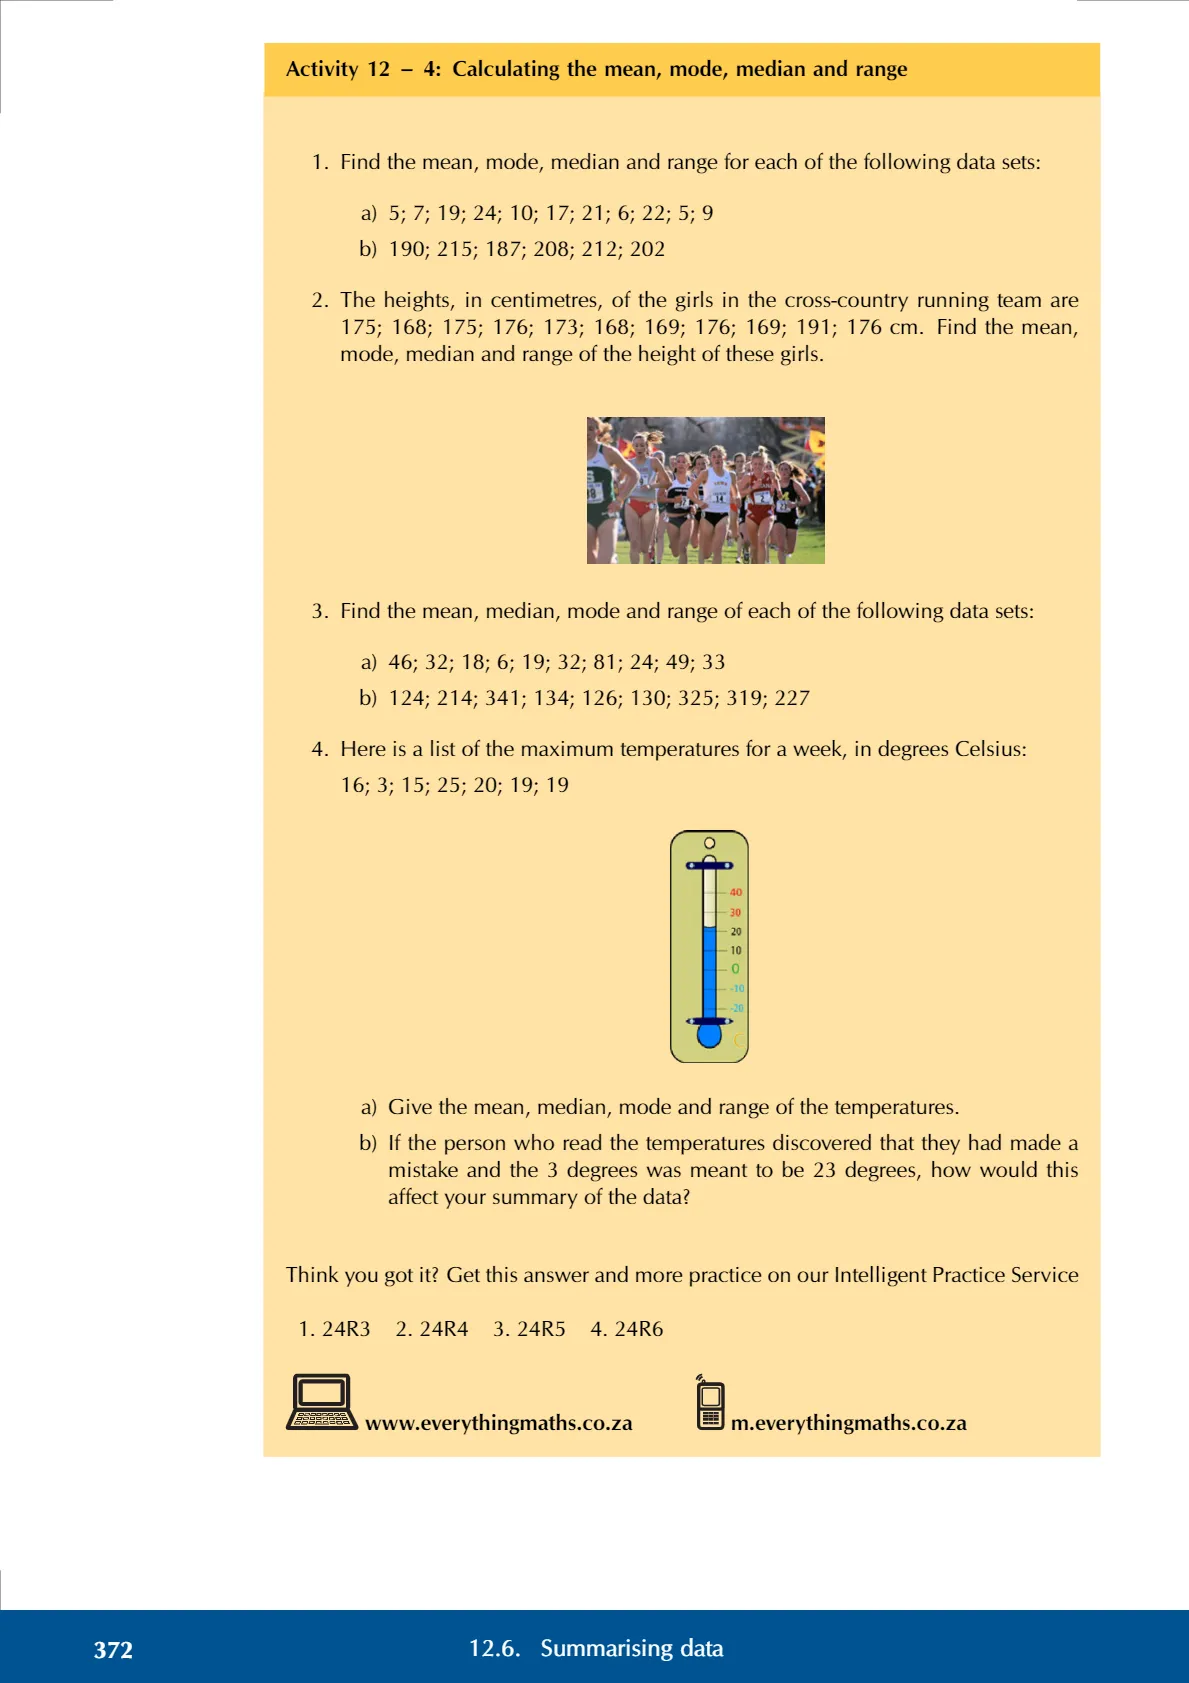 Activity 12 – 4: Calculating the mean, mode, median and range
1. Find the mean, mode, median and range for each of the following data sets:
a) 5; 7; 19; 24; 10; 17; 21; 6; 22; 5; 9
b) 190; 215; 187; 208; 212; 202
2. The heights, in centimetres, of the girls in the cross-country running team are
175; 168; 175; 176; 173; 168; 169; 176; 169; 191; 176 cm. Find the mean,
mode, median and range of the height of these girls.
3. Find the mean, median, mode and range of each of the following data sets:
a) 46; 32; 18; 6; 19; 32; 81; 24; 49; 33
b) 124; 214; 341; 134; 126; 130; 325; 319; 227
4. Here is a list of the maximum temperatures for a week, in degrees Celsius:
16; 3; 15; 25; 20; 19; 19
40
30
20
10
0
-10
-20
C
a) Give the mean, median, mode and range of the temperatures.
b) If the person who read the temperatures discovered that they had made a
mistake and the 3 degrees was meant to be 23 degrees, how would this
affect your summary of the data?
Think you got it? Get this answer and more practice on our Intelligent Practice Service
1. 24R3 2. 24R4 3. 24R5 4. 24R6
www.everythingmaths.co.za m.everythingmaths.co.za
372 12.6. Summarising data